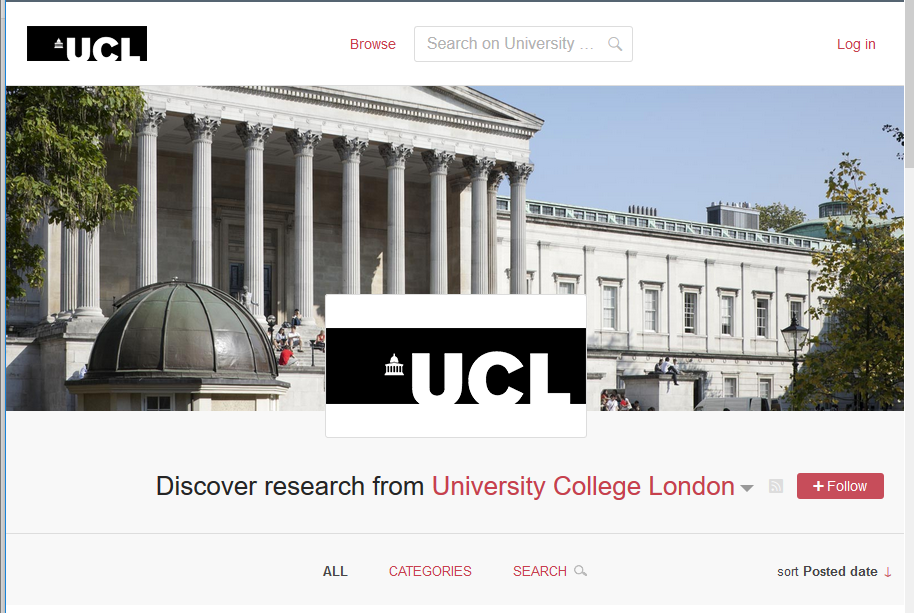 UCL
Browse
Search on University ...
Log in
UCL
Discover research from University College London
+ Follow
ALL
CATEGORIES
SEARCH
sort Posted date ↓